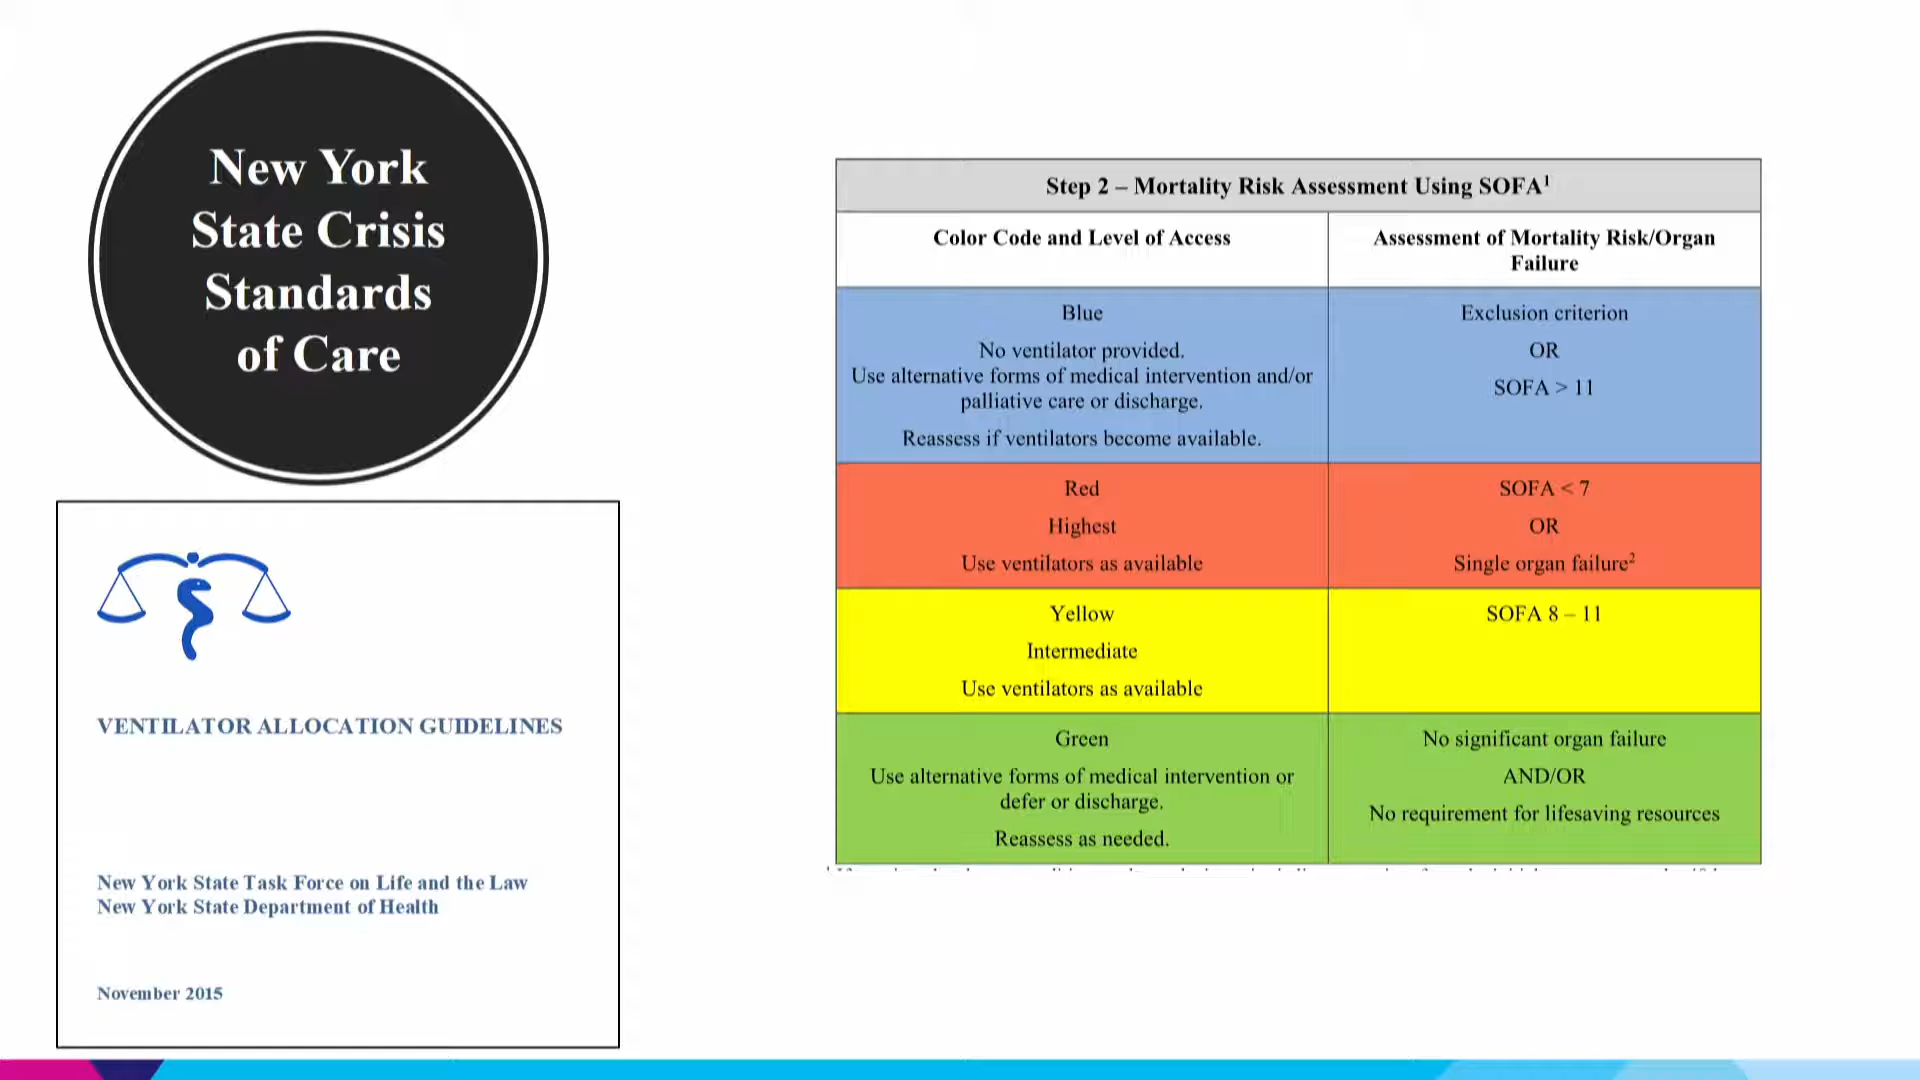 New York
State Crisis
Standards
of Care
VENTILATOR ALLOCATION GUIDELINES
New York State Task Force on Life and the Law
New York State Department of Health
November 2015
Step 2 – Mortality Risk Assessment Using SOFA¹
Color Code and Level of Access
Assessment of Mortality Risk/Organ
Failure
Blue
No ventilator provided.
Use alternative forms of medical intervention and/or
palliative care or discharge.
Reassess if ventilators become available.
Exclusion criterion
OR
SOFA > 11
Red
Highest
Use ventilators as available
SOFA < 7
OR
Single organ failure²
Yellow
Intermediate
Use ventilators as available
SOFA 8 – 11
Green
Use alternative forms of medical intervention or
defer or discharge.
Reassess as needed.
No significant organ failure
AND/OR
No requirement for lifesaving resources